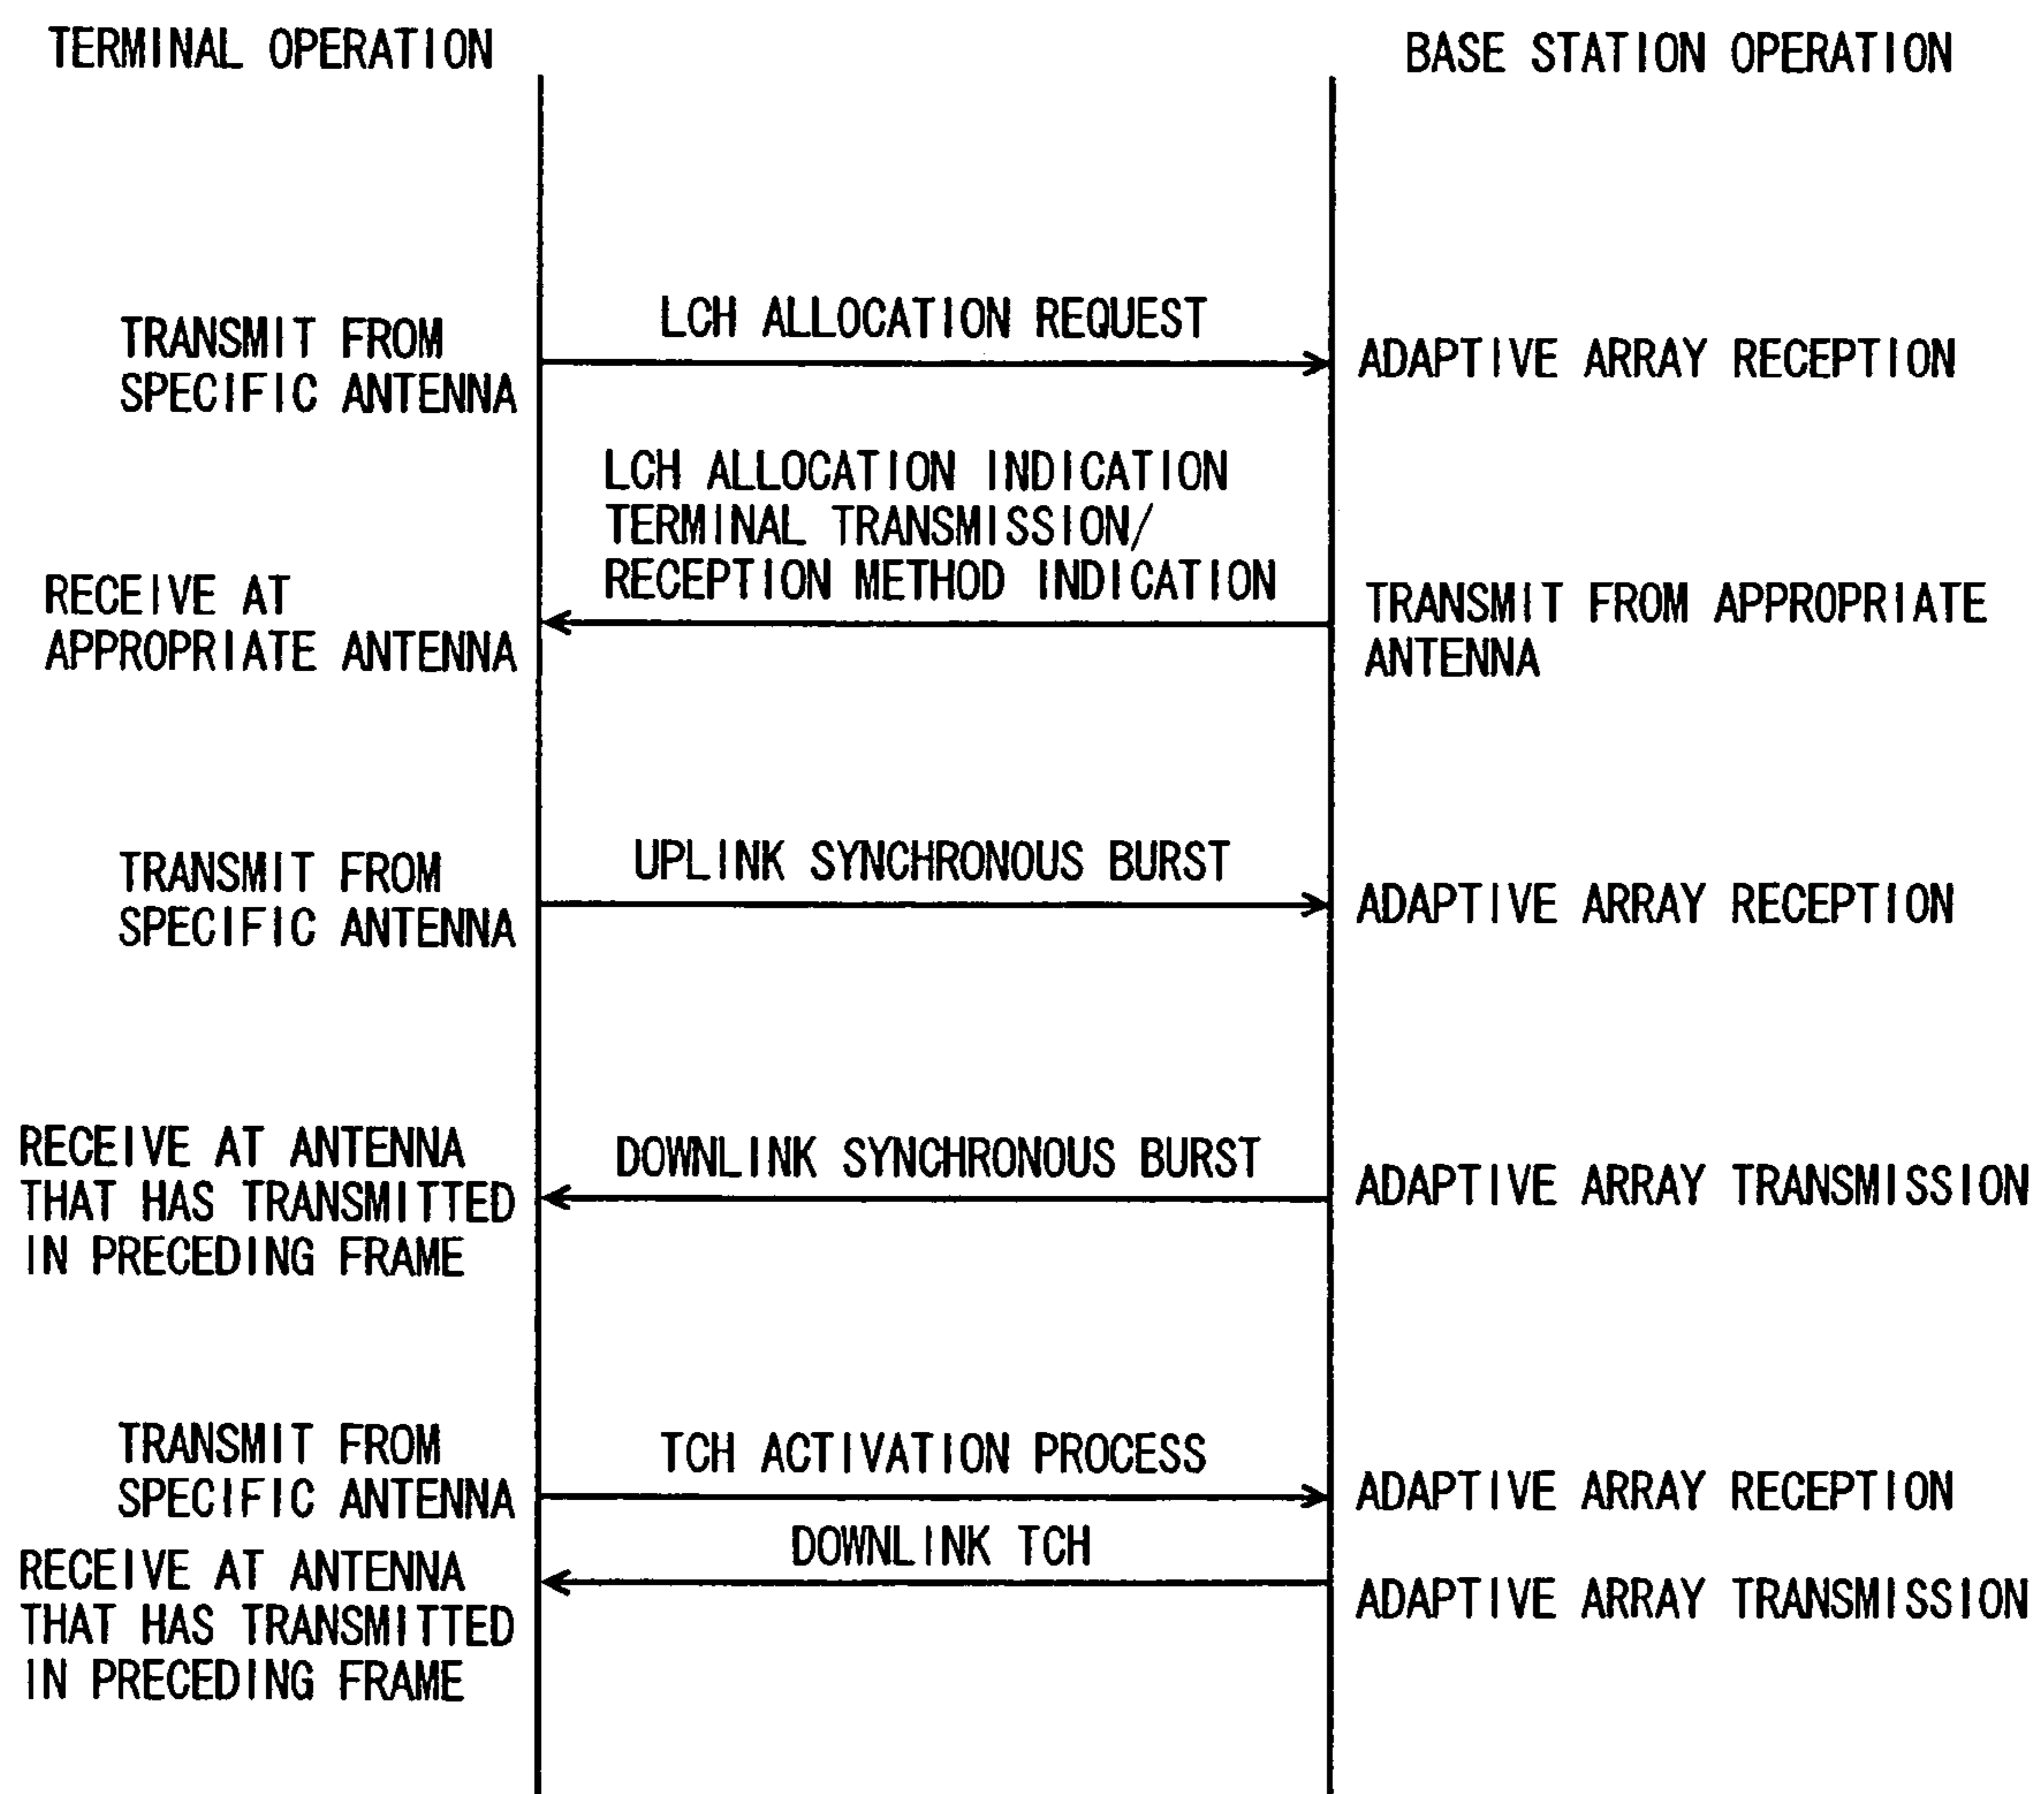 TERMINAL OPERATION
BASE STATION OPERATION
TRANSMIT FROM
SPECIFIC ANTENNA
LCH ALLOCATION REQUEST
ADAPTIVE ARRAY RECEPTION
LCH ALLOCATION INDICATION
TERMINAL TRANSMISSION/
RECEPTION METHOD INDICATION
RECEIVE AT
APPROPRIATE ANTENNA
TRANSMIT FROM APPROPRIATE
ANTENNA
TRANSMIT FROM
SPECIFIC ANTENNA
UPLINK SYNCHRONOUS BURST
ADAPTIVE ARRAY RECEPTION
RECEIVE AT ANTENNA
THAT HAS TRANSMITTED
IN PRECEDING FRAME
DOWNLINK SYNCHRONOUS BURST
ADAPTIVE ARRAY TRANSMISSION
TRANSMIT FROM
SPECIFIC ANTENNA
TCH ACTIVATION PROCESS
ADAPTIVE ARRAY RECEPTION
RECEIVE AT ANTENNA
THAT HAS TRANSMITTED
IN PRECEDING FRAME
DOWNLINK TCH
ADAPTIVE ARRAY TRANSMISSION